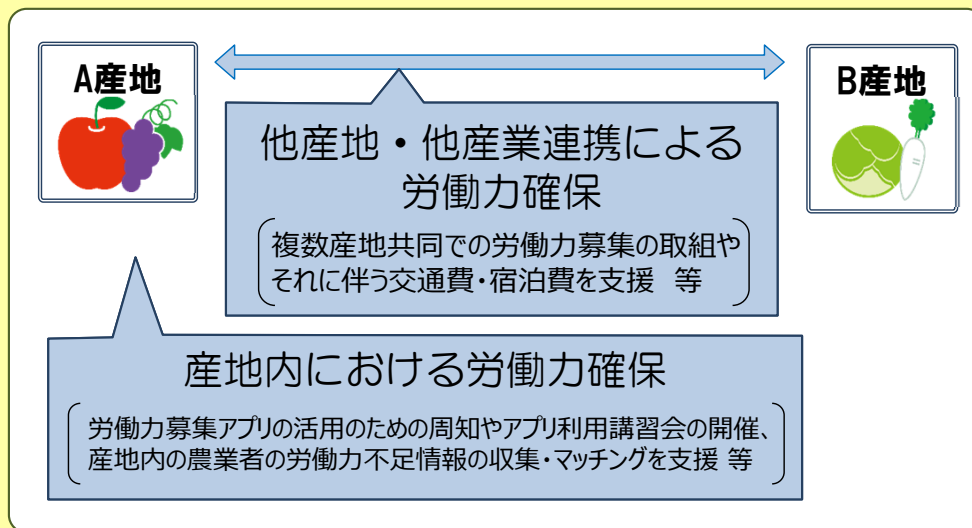 A産地
B産地
他産地・他産業連携による
労働力確保
複数産地共同での労働力募集の取組や
それに伴う交通費・宿泊費を支援 等
産地内における労働力確保
労働力募集アプリの活用のための周知やアプリ利用講習会の開催、
産地内の農業者の労働力不足情報の収集・マッチングを支援 等